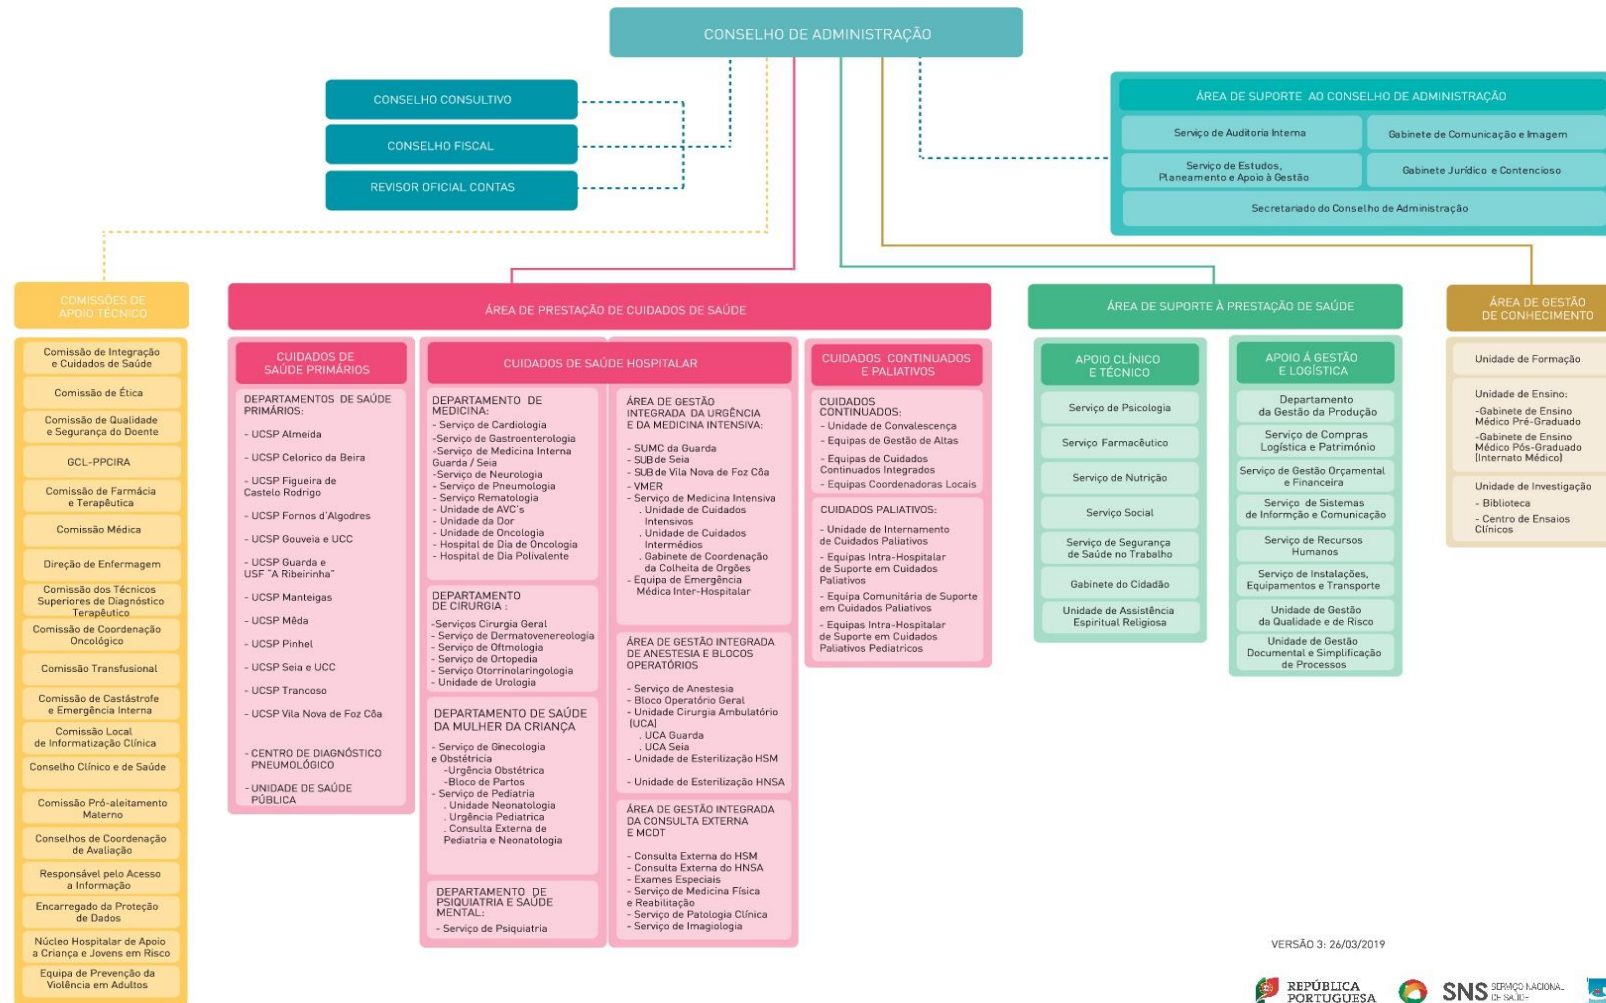 CONSELHO DE ADMINISTRAÇÃO
CONSELHO CONSULTIVO
CONSELHO FISCAL
REVISOR OFICIAL CONTAS
ÁREA DE SUPORTE AO CONSELHO DE ADMINISTRAÇÃO
Serviço de Auditoria Interna
Gabinete de Comunicação e Imagem
Serviço de Estudos,
Planeamento e Apoio à Gestão
Gabinete Jurídico e Contencioso
Secretariado do Conselho de Administração
COMISSÕES DE
APOIO TÉCNICO
Comissão de Integração
e Cuidados de Saúde
Comissão de Ética
Comissão de Qualidade
e Segurança do Doente
GCL-PPCIRA
Comissão de Farmácia
e Terapêutica
Comissão Médica
Direção de Enfermagem
Comissão dos Técnicos
Superiores de Diagnóstico
Terapêutico
Comissão de Coordenação
Oncológico
Comissão Transfusional
Comissão de Castástrofe
e Emergência Interna
Comissão Local
de Informatização Clínica
Conselho Clínico e de Saúde
Comissão Pró-aleitamento
Materno
Conselhos de Coordenação
de Avaliação
Responsável pelo Acesso
a Informação
Encarregado da Proteção
de Dados
Núcleo Hospitalar de Apoio
a Criança e Jovens em Risco
Equipa de Prevenção da
Violência em Adultos
ÁREA DE PRESTAÇÃO DE CUIDADOS DE SAÚDE
CUIDADOS DE
SAÚDE PRIMÁRIOS
DEPARTAMENTOS DE SAÚDE
PRIMÁRIOS:
- UCSP Almeida
- UCSP Celorico da Beira
- UCSP Figueira de
Castelo Rodrigo
- UCSP Fornos d'Algodres
- UCSP Gouveia e UCC
- UCSP Guarda e
USF "A Ribeirinha"
- UCSP Manteigas
- UCSP Mêda
- UCSP Pinhel
- UCSP Seia e UCC
- UCSP Trancoso
- UCSP Vila Nova de Foz Côa
- CENTRO DE DIAGNÓSTICO
PNEUMOLÓGICO
- UNIDADE DE SAÚDE
PÚBLICA
CUIDADOS DE SAÚDE HOSPITALAR
DEPARTAMENTO DE
MEDICINA:
- Serviço de Cardiologia
-Serviço de Gastroenterologia
-Serviço de Medicina Interna
Guarda / Seia
-Serviço de Neurologia
- Serviço de Pneumologia
- Serviço Rematologia
- Unidade de AVC's
- Unidade da Dor
- Unidade de Oncologia
- Hospital de Dia de Oncologia
- Hospital de Dia Polivalente
DEPARTAMENTO
DE CIRURGIA :
-Serviços Cirurgia Geral
- Serviço de Dermatovenereologia
- Serviço de Oftmologia
- Serviço de Ortopedia
- Serviço Otorrinolaringologia
- Unidade de Urologia
DEPARTAMENTO DE SAÚDE
DA MULHER DA CRIANÇA
- Serviço de Ginecologia
e Obstétricia
-Urgência Obstétrica
-Bloco de Partos
- Serviço de Pediatria
. Unidade Neonatologia
. Urgência Pediatrica
. Consulta Externa de
Pediatria e Neonatologia
DEPARTAMENTO DE
PSIQUIATRIA E SAÚDE
MENTAL:
- Serviço de Psiquiatria
ÁREA DE GESTÃO
INTEGRADA DA URGÊNCIA
E DA MEDICINA INTENSIVA:
- SUMC da Guarda
- SUB de Seia
- SUB de Vila Nova de Foz Côa
- VMER
- Serviço de Medicina Intensiva
. Unidade de Cuidados
Intensivos
. Unidade de Cuidados
Intermédios
. Gabinete de Coordenação
da Colheita de Orgões
- Equipa de Emergência
Médica Inter-Hospitalar
ÁREA DE GESTÃO INTEGRADA
DE ANESTESIA E BLOCOS
OPERATÓRIOS
- Serviço de Anestesia
- Bloco Operatório Geral
- Unidade Cirurgia Ambulatório
(UCA)
. UCA Guarda
. UCA Seia
- Unidade de Esterilização HSM
- Unidade de Esterilização HNSA
ÁREA DE GESTÃO INTEGRADA
DA CONSULTA EXTERNA
E MCDT
- Consulta Externa do HSM
- Consulta Externa do HNSA
- Exames Especiais
- Serviço de Medicina Física
e Reabilitação
- Serviço de Patologia Clínica
- Serviço de Imagiologia
CUIDADOS CONTINUADOS
E PALIATIVOS
CUIDADOS
CONTINUADOS:
- Unidade de Convalescença
- Equipas de Gestão de Altas
- Equipas de Cuidados
Continuados Integrados
- Equipas Coordenadoras Locais
CUIDADOS PALIATIVOS:
- Unidade de Internamento
de Cuidados Paliativos
- Equipas Intra-Hospitalar
de Suporte em Cuidados
Paliativos
- Equipa Comunitária de Suporte
em Cuidados Paliativos
- Equipas Intra-Hospitalar
de Suporte em Cuidados
Paliativos Pediatricos
ÁREA DE SUPORTE À PRESTAÇÃO DE SAÚDE
APOIO CLÍNICO
E TÉCNICO
Serviço de Psicologia
Serviço Farmacêutico
Serviço de Nutrição
Serviço Social
Serviço de Segurança
de Saúde no Trabalho
Gabinete do Cidadão
Unidade de Assistência
Espiritual Religiosa
APOIO Á GESTÃO
E LOGÍSTICA
Departamento
da Gestão da Produção
Serviço de Compras
Logística e Património
Serviço de Gestão Orçamental
e Financeira
Serviço de Sistemas
de Informção e Comunicação
Serviço de Recursos
Humanos
Serviço de Instalações,
Equipamentos e Transporte
Unidade de Gestão
da Qualidade e de Risco
Unidade de Gestão
Documental e Simplificação
de Processos
ÁREA DE GESTÃO
DE CONHECIMENTO
Unidade de Formação
Unidade de Ensino:
-Gabinete de Ensino
Médico Pré-Graduado
-Gabinete de Ensino
Médico Pós-Graduado
(Internato Médico)
Unidade de Investigação
- Biblioteca
- Centro de Ensaios
Clínicos
VERSÃO 3: 26/03/2019
REPÚBLICA
PORTUGUESA
SNS SERVIÇO NACIONAL
DE SAÚDE